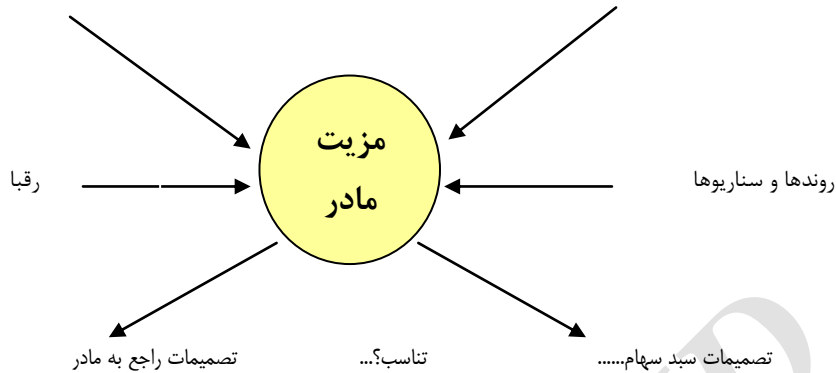 مزیت
مادر
روندها و سناریوها
رقبا
تصمیمات سبد سهام......
تناسب؟...
تصمیمات راجع به مادر